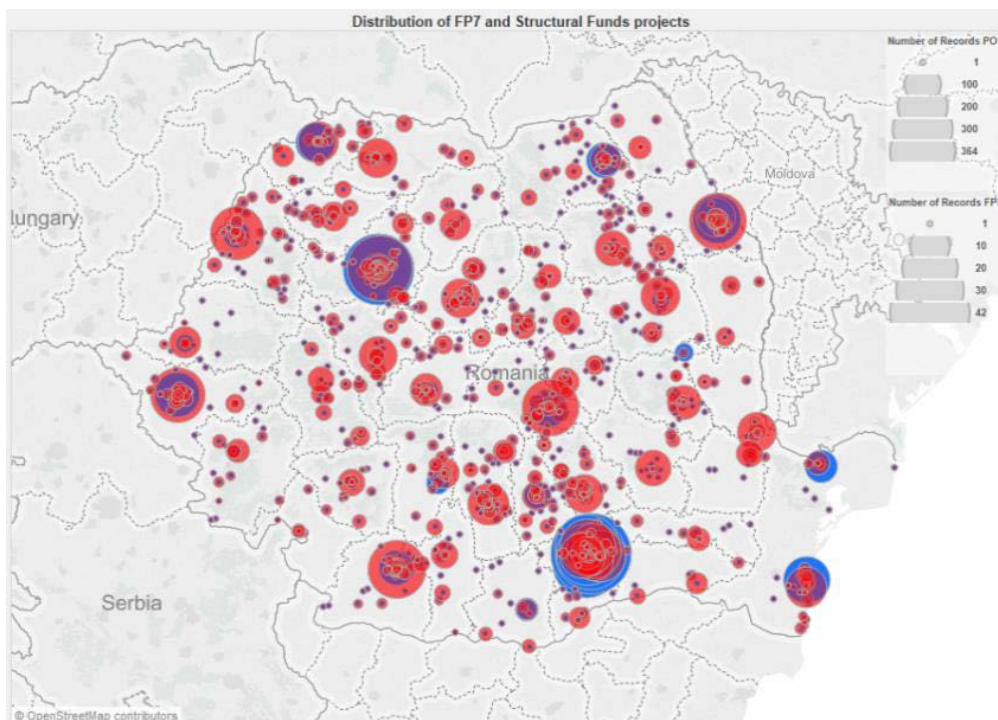 Distribution of FP7 and Structural Funds projects
Number of Records PO
1
100
200
300
364
Moldova
Number of Records FP
1
10
20
30
42
lungary
Romania
Serbia
© OpenStreetMap contributors